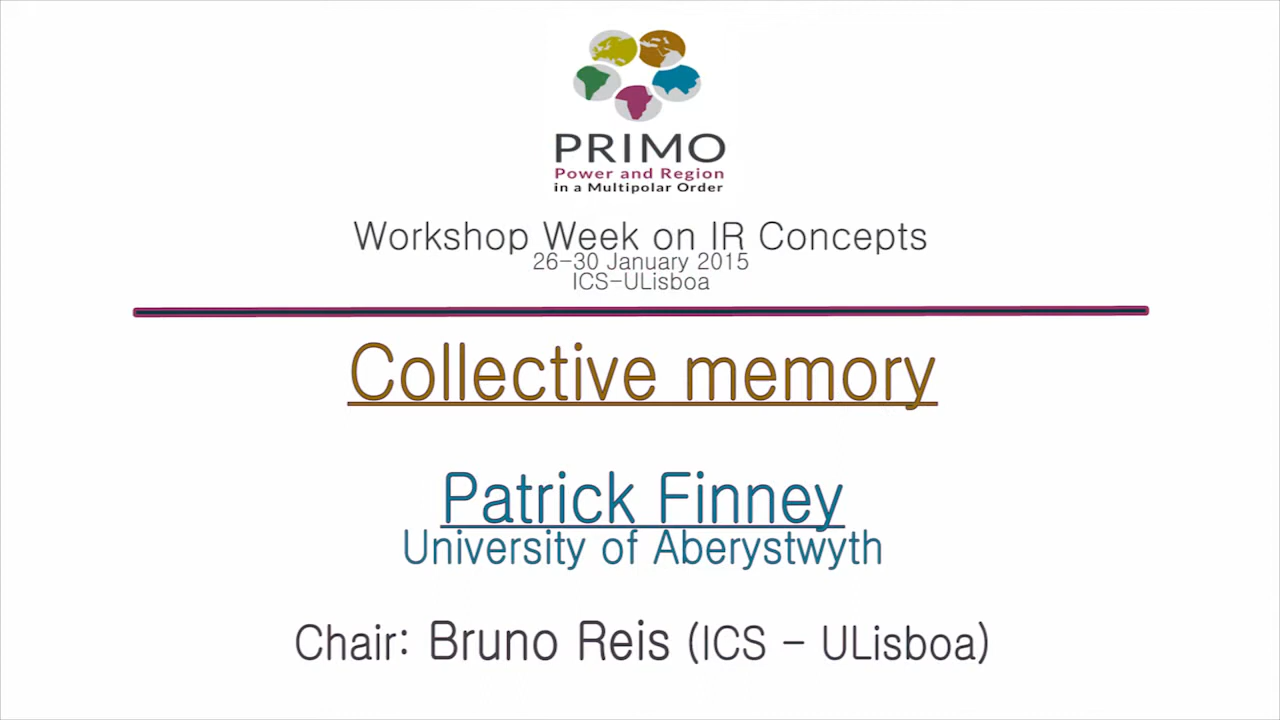 PRIMO
Power and Region
in a Multipolar Order
Workshop Week on IR Concepts
26-30 January 2015
ICS-ULisboa
Collective memory
Patrick Finney
University of Aberystwyth
Chair: Bruno Reis (ICS - ULisboa)